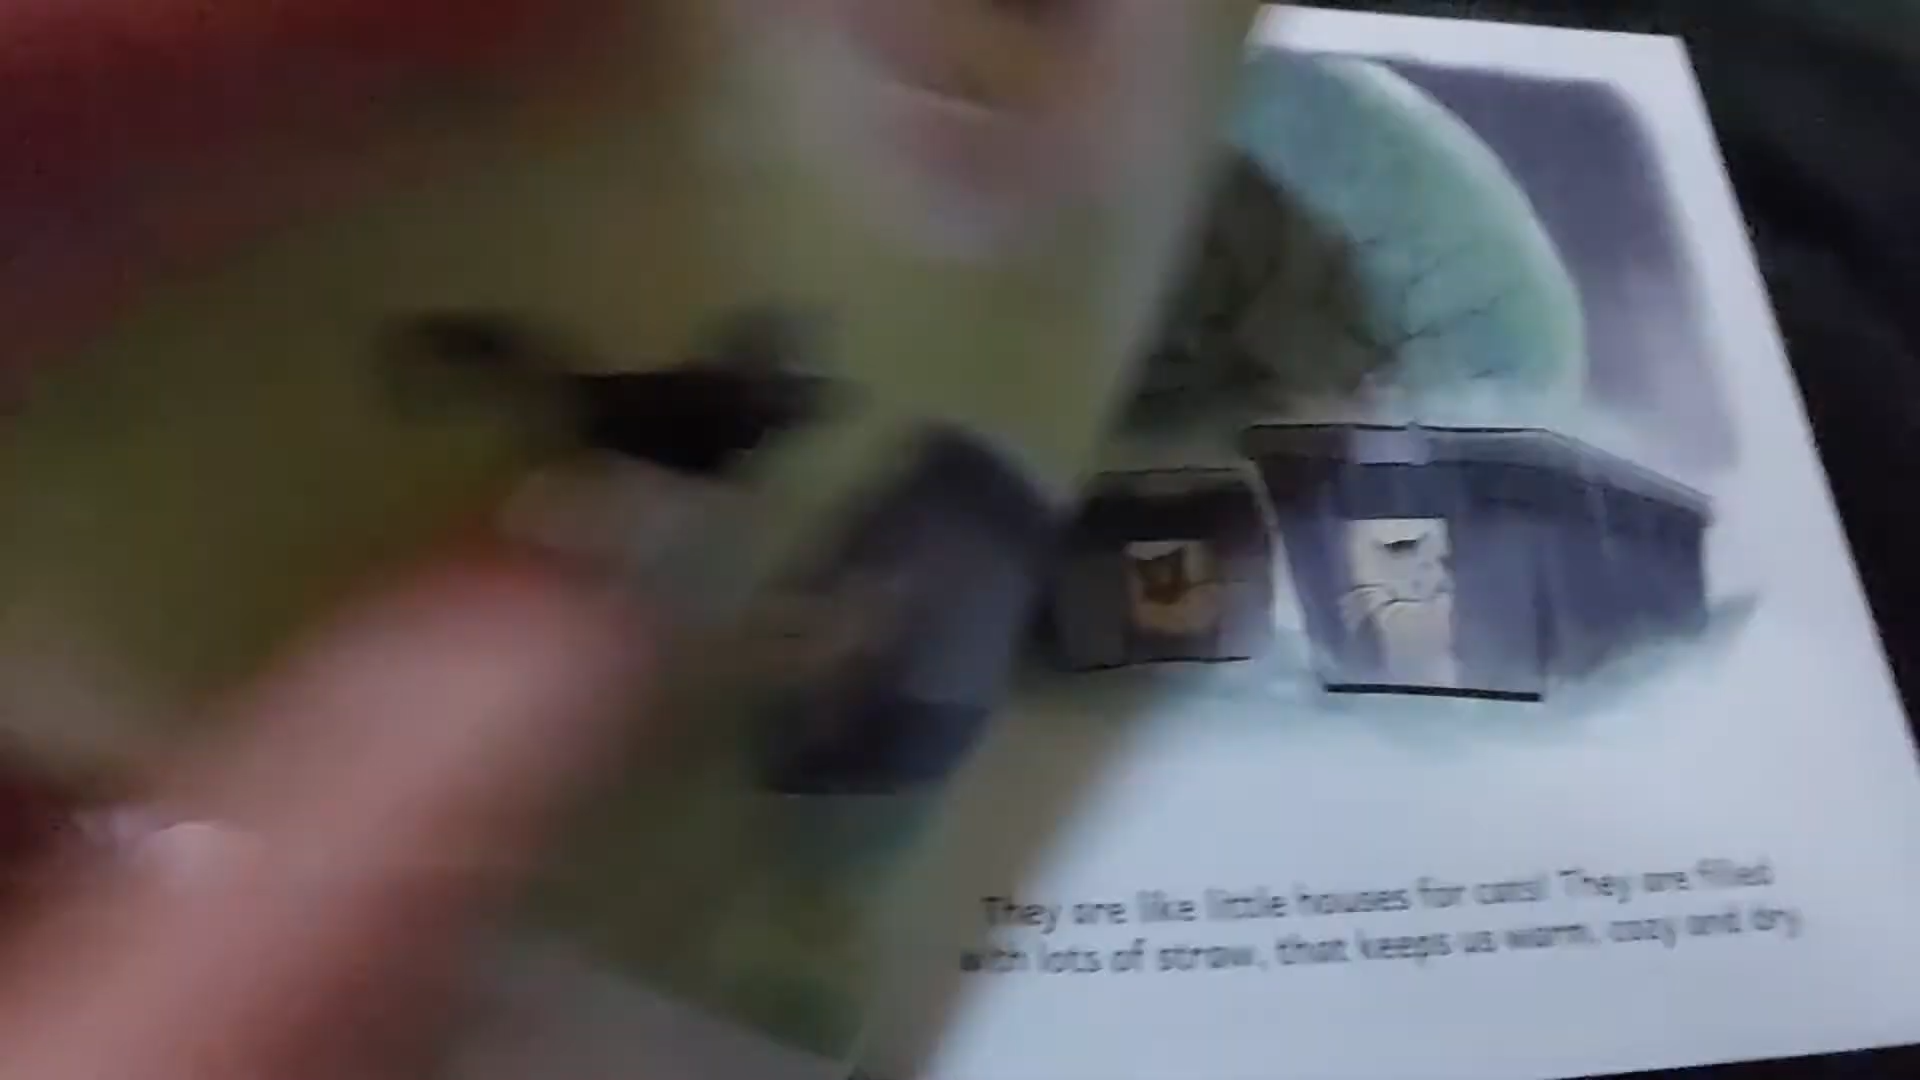 They are like little houses for cats! They are filled
with lots of straw, that keeps us warm, cozy and dry